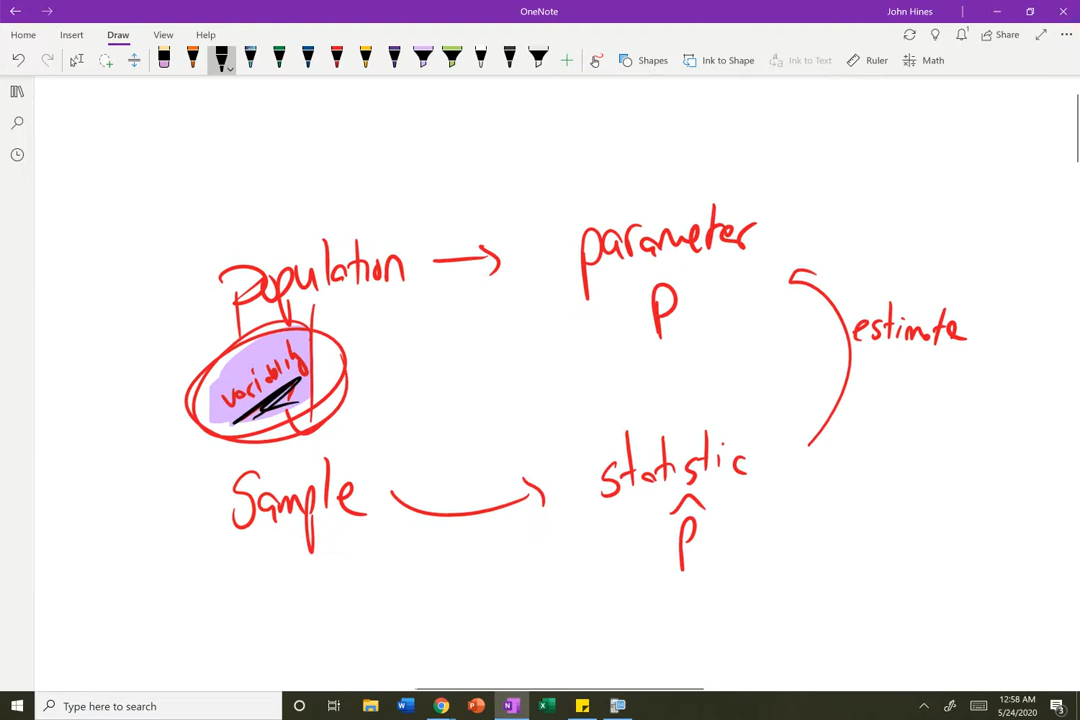 OneNote
John Hines
Home Insert Draw View Help
Share
Shapes Ink to Shape Ink to Text Ruler Math
Population → parameter
P
estimate
variability
Sample statistic
p̂
Type here to search
12:58 AM
5/24/2020
3